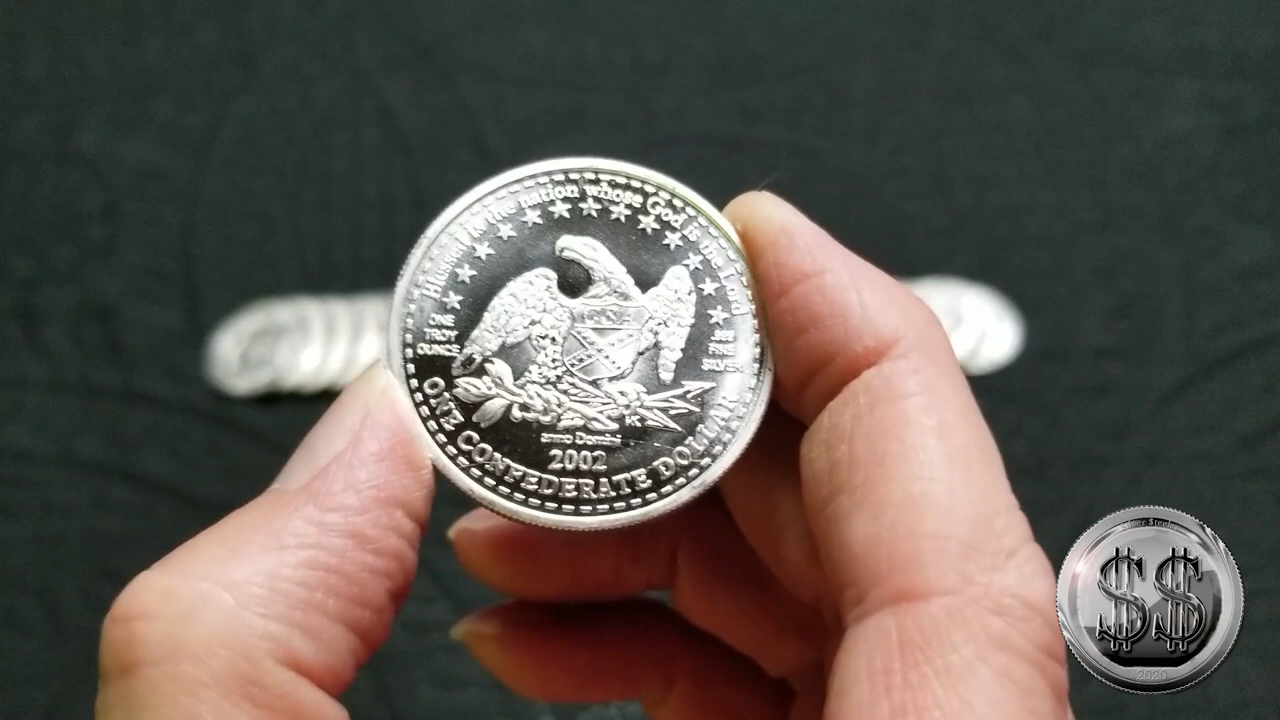 Blessed is the nation whose God is the Lord
ONE
TROY
OUNCE
.999
FINE
SILVER
anno Domini
2002
ONE CONFEDERATE DOLLAR
$$
2020